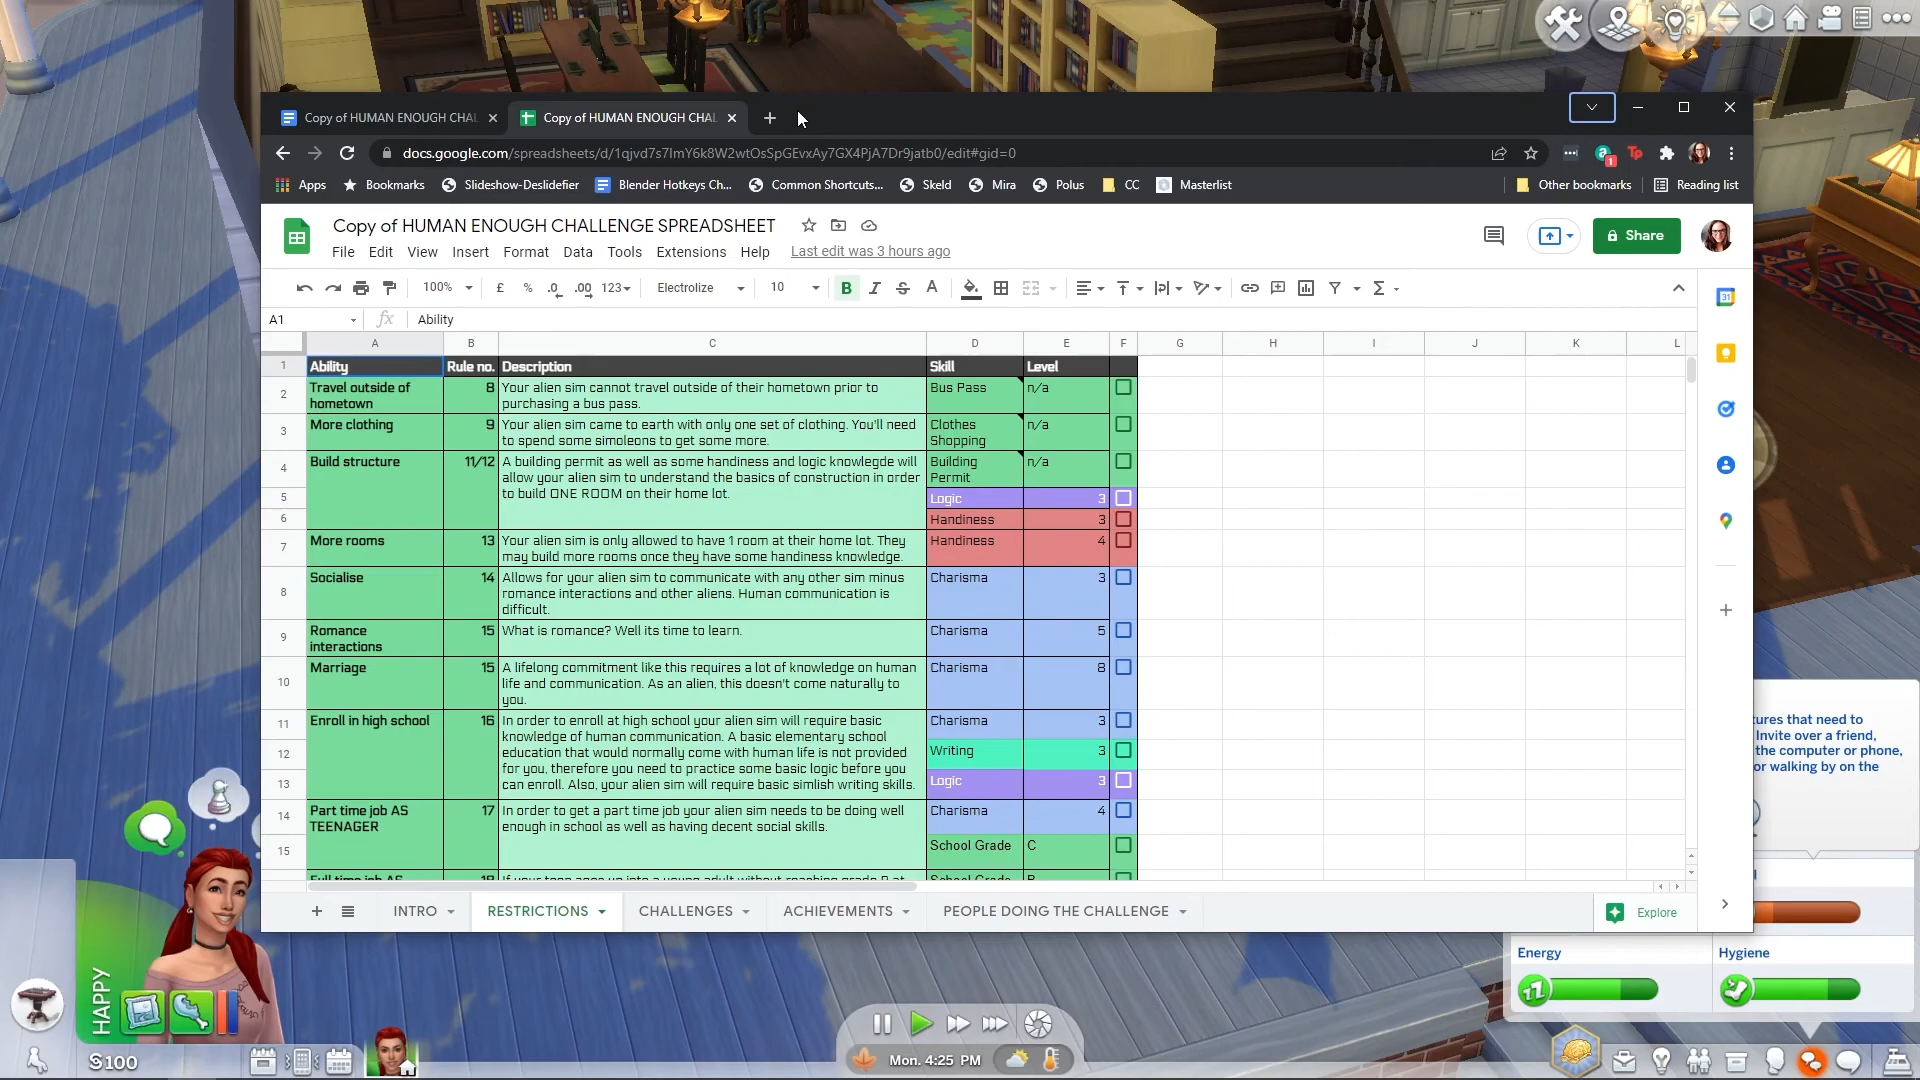 Copy of HUMAN ENOUGH CHAL
Copy of HUMAN ENOUGH CHAL
docs.google.com/spreadsheets/d/1qjvd7s7ImY6k8W2wtOsSpGEvxAy7GX4PjA7Dr9jatb0/edit#gid=0
1
Apps Bookmarks Slideshow-Deslidefier Blender Hotkeys Ch... Common Shortcuts... Skeld Mira Polus CC Masterlist Other bookmarks Reading list
Copy of HUMAN ENOUGH CHALLENGE SPREADSHEET
File Edit View Insert Format Data Tools Extensions Help Last edit was 3 hours ago
Share
100% £ % .0 .00 123 Electrolize 10 B I S A Σ
31
A1 fx Ability
A B C D E F G H I J K L
1 Ability Rule no. Description Skill Level
2 Travel outside of hometown 8 Your alien sim cannot travel outside of their hometown prior to Bus Pass n/a
purchasing a bus pass.
3 More clothing 9 Your alien sim came to earth with only one set of clothing. You'll need Clothes Shopping n/a
to spend some simoleons to get some more.
4 Build structure 11/12 A building permit as well as some handiness and logic knowlegde will Building Permit n/a
allow your alien sim to understand the basics of construction in order
to build ONE ROOM on their home lot.
5 Logic 3
6 Handiness 3
7 More rooms 13 Your alien sim is only allowed to have 1 room at their home lot. They Handiness 4
may build more rooms once they have some handiness knowledge.
8 Socialise 14 Allows for your alien sim to communicate with any other sim minus Charisma 3
romance interactions and other aliens. Human communication is
difficult.
9 Romance interactions 15 What is romance? Well its time to learn. Charisma 5
10 Marriage 15 A lifelong commitment like this requires a lot of knowledge on human Charisma 8
life and communication. As an alien, this doesn't come naturally to
you.
11 Enroll in high school 16 In order to enroll at high school your alien sim will require basic Charisma 3
knowledge of human communication. A basic elementary school
12 education that would normally come with human life is not provided Writing 3
for you, therefore you need to practice some basic logic before you
13 can enroll. Also, your alien sim will require basic simlish writing skills. Logic 3
14 Part time job AS TEENAGER 17 In order to get a part time job your alien sim needs to be doing well Charisma 4
enough in school as well as having decent social skills.
15 School Grade C
INTRO RESTRICTIONS CHALLENGES ACHIEVEMENTS PEOPLE DOING THE CHALLENGE Explore
tures that need to
Invite over a friend,
the computer or phone,
or walking by on the
Energy Hygiene
HAPPY
§100
Mon. 4:25 PM